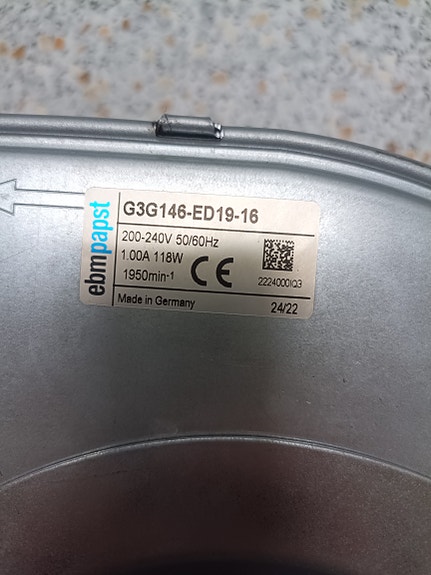 ebmpapst
G3G146-ED19-16
200-240V 50/60Hz
1.00A 118W
1950min-1
CE
2224000IQ3
Made in Germany
24/22